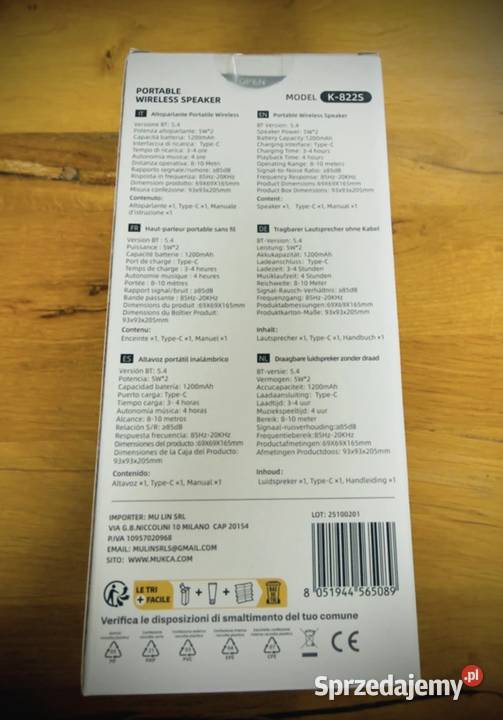 OPEN
PORTABLE
WIRELESS SPEAKER
MODEL K-822S
IT Altoparlante Portatile Wireless
Versione BT: 5.4
Potenza altoparlante: 5W*2
Capacità batteria: 1200mAh
Interfaccia di ricarica: Type-C
Tempo di ricarica: 3-4 ore
Autonomia musica: 4 ore
Distanza operativa: 8-10 Metri
Rapporto segnale/rumore: ≥85dB
Risposta in frequenza: 85Hz-20KHz
Dimensioni prodotto: 69X69X165mm
Misura confezione: 93x93x205mm
Contenuto:
Altoparlante ×1, Type-C ×1, Manuale
d'istruzione ×1
EN Portable Wireless Speaker
BT Version: 5.4
Speaker Power: 5W*2
Battery Capacity:1200mAh
Charging Interface: Type-C
Charging Time: 3-4 hours
Playback Time: 4 hours
Operating Range: 8-10 meters
Signal-to-Noise Ratio: ≥85dB
Frequency Response: 85Hz-20KHz
Product Dimensions: 69X69X165mm
Product Box Dimensions: 93x93x205mm
Content:
Speaker ×1, Type-C ×1, Manual ×1
FR Haut-parleur portable sans fil
Version BT : 5.4
Puissance : 5W*2
Capacité batterie : 1200mAh
Port de charge : Type-C
Temps de charge : 3-4 heures
Autonomie musique : 4 heures
Portée : 8-10 mètres
Rapport signal/bruit : ≥85dB
Bande passante : 85Hz-20KHz
Dimensions du produit :69X69X165mm
Dimensions du Boîtier Produit:
93x93x205mm
Contenu:
Enceinte ×1, Type-C ×1, Manuel ×1
DE Tragbarer Lautsprecher ohne Kabel
BT-Version: 5.4
Leistung: 5W*2
Akkukapazität: 1200mAh
Ladeanschluss: Type-C
Ladezeit: 3-4 Stunden
Musiklaufzeit: 4 Stunden
Reichweite: 8-10 Meter
Signal-Rausch-Verhältnis: ≥85dB
Frequenzgang: 85Hz-20KHz
Produktabmessungen: 69X69X165mm
Produktkarton-Maße: 93x93x205mm
Inhalt:
Lautsprecher ×1, Type-C ×1, Handbuch ×1
ES Altavoz portátil inalámbrico
Versión BT: 5.4
Potencia: 5W*2
Capacidad batería: 1200mAh
Puerto carga: Type-C
Tiempo carga: 3-4 horas
Autonomía música: 4 horas
Alcance: 8-10 metros
Relación S/R: ≥85dB
Respuesta frecuencia: 85Hz-20KHz
Dimensiones del producto :69X69X165mm
Dimensiones de la Caja del Producto:
93x93x205mm
Contenido:
Altavoz ×1, Type-C ×1, Manual ×1
NL Draagbare luidspreker zonder draad
BT-versie: 5.4
Vermogen: 5W*2
Accucapaciteit: 1200mAh
Laadaansluiting: Type-C
Laadtijd: 3-4 uur
Muziekspeeltijd: 4 uur
Bereik: 8-10 meter
Signaal-ruisverhouding:≥85dB
Frequentiebereik:85Hz-20KHz
Productafmetingen:69X69X165mm
Afmetingen Productdoos: 93x93x205mm
Inhoud:
Luidspreker ×1, Type-C ×1, Handleiding ×1
IMPORTER: MU LIN SRL
VIA G.B.NICCOLINI 10 MILANO CAP 20154
P.IVA 10957020968
EMAIL: MULINSRLS@GMAIL.COM
SITO: WWW.MUKCA.COM
LOT: 25100201
8 051944 565089
LE TRI
+ FACILE
BAC
DE
TRI
Verifica le disposizioni di smaltimento del tuo comune
CE
Sprzedajemy.pl